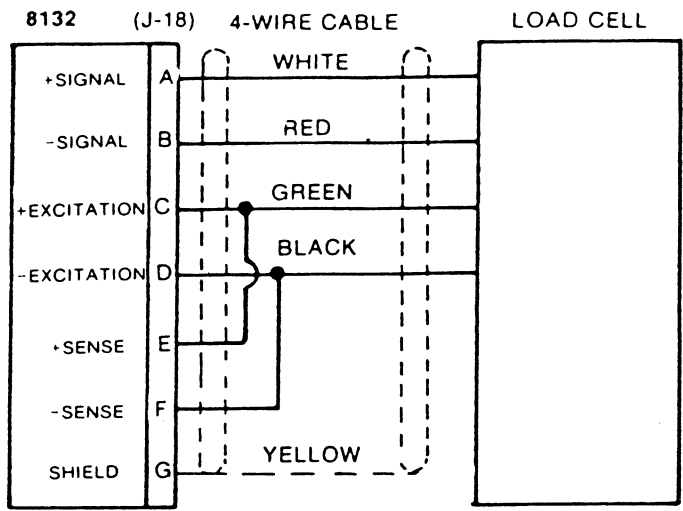 8132 (J-18) 4-WIRE CABLE LOAD CELL
+SIGNAL A WHITE
-SIGNAL B RED
+EXCITATION C GREEN
-EXCITATION D BLACK
+SENSE E
-SENSE F
SHIELD G YELLOW